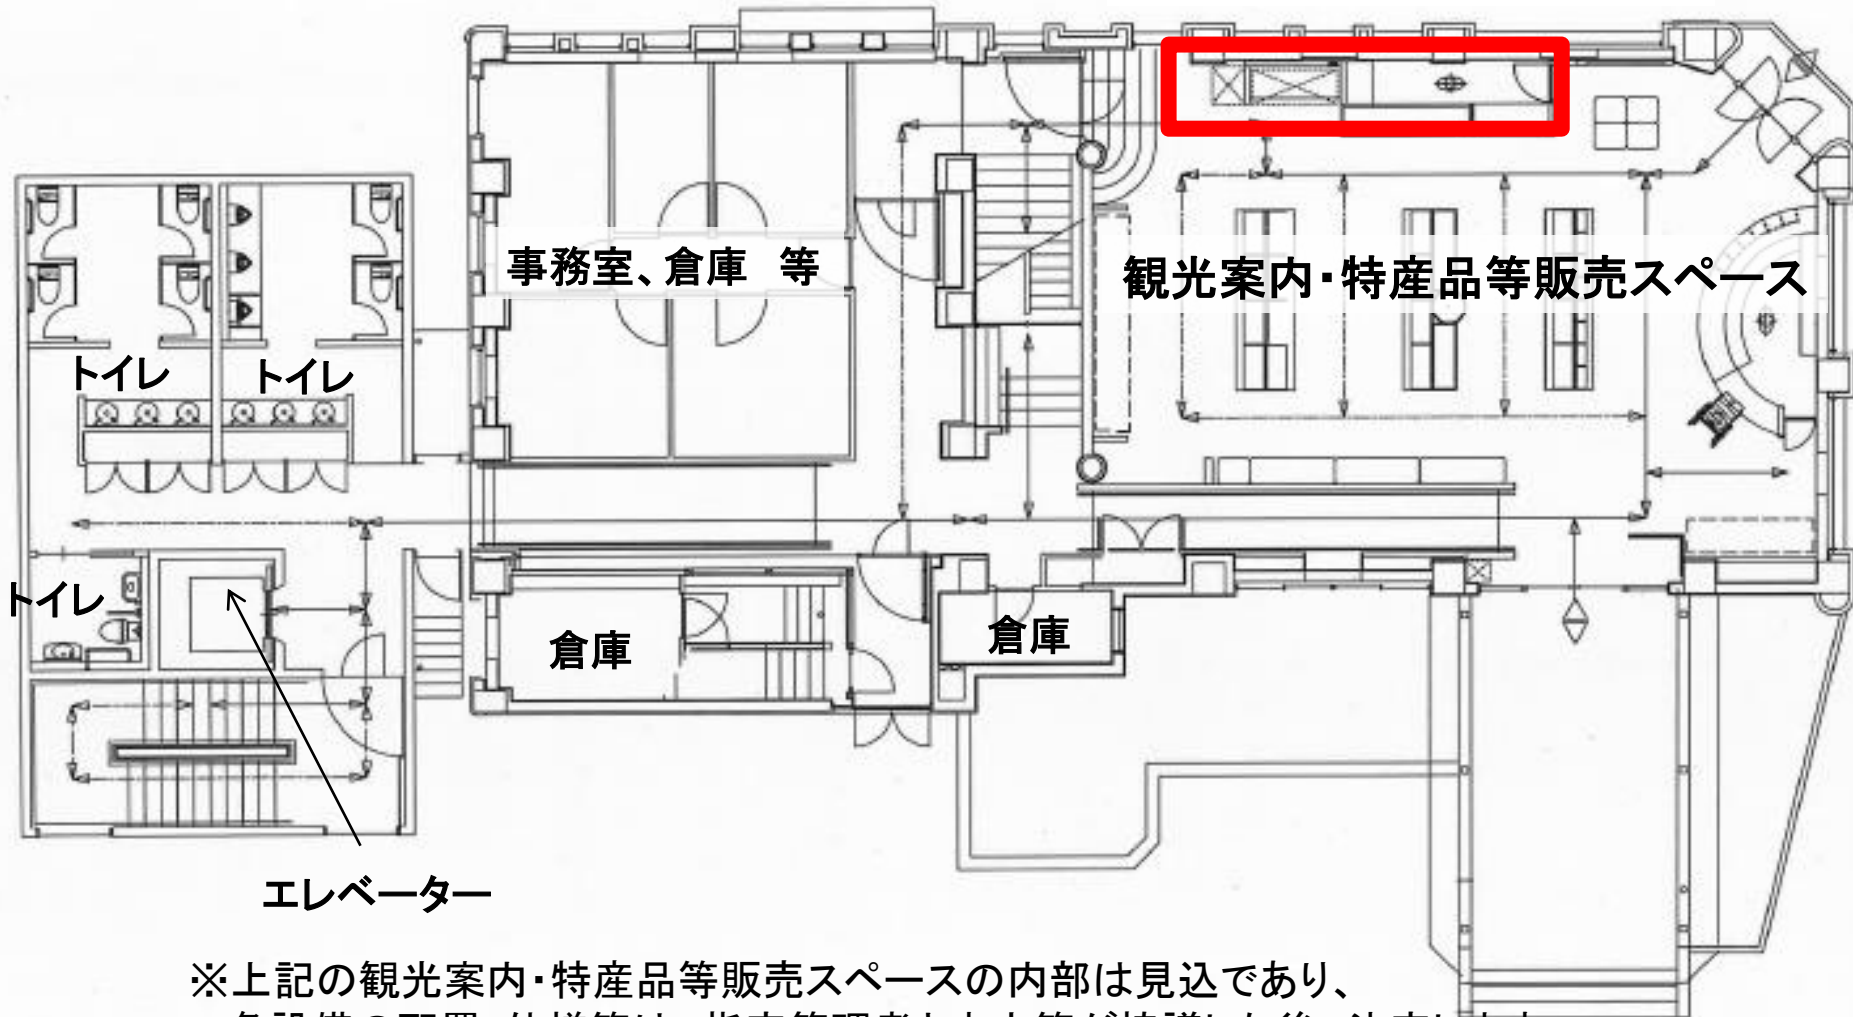 事務室、倉庫　等
観光案内・特産品等販売スペース
トイレ
トイレ
トイレ
倉庫
倉庫
エレベーター
※上記の観光案内・特産品等販売スペースの内部は見込であり、